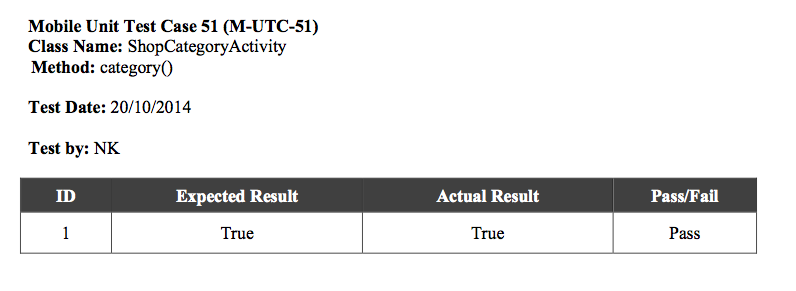 Mobile Unit Test Case 51 (M-UTC-51)
Class Name: ShopCategoryActivity
Method: category()
Test Date: 20/10/2014
Test by: NK
ID Expected Result Actual Result Pass/Fail
1 True True Pass